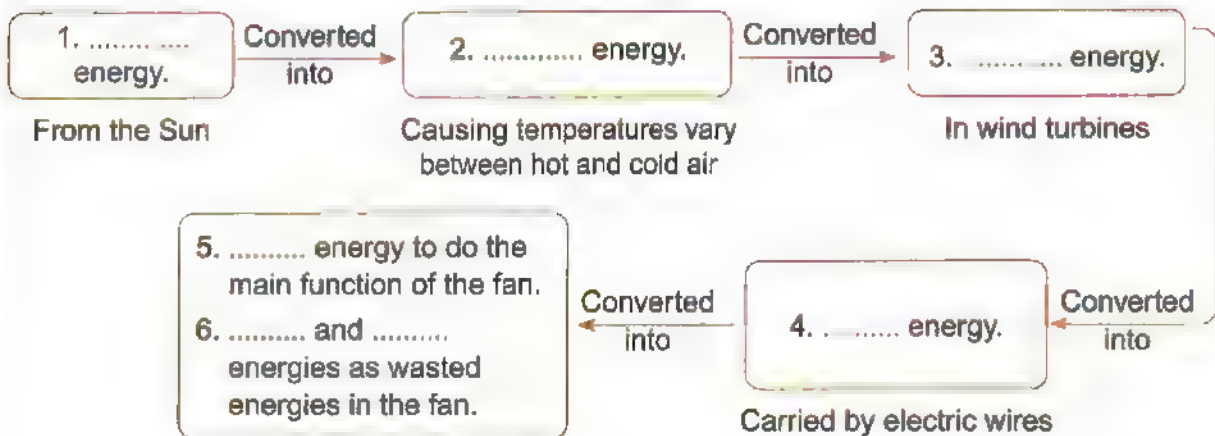 1. ........ ....
energy.
From the Sun
Converted
into
2. ............. energy.
Causing temperatures vary
between hot and cold air
Converted
into
3. ........ .... energy.
In wind turbines
Converted
into
4. . ......... energy.
Carried by electric wires
Converted
into
5. .......... energy to do the
main function of the fan.
6. .......... and ..........
energies as wasted
energies in the fan.